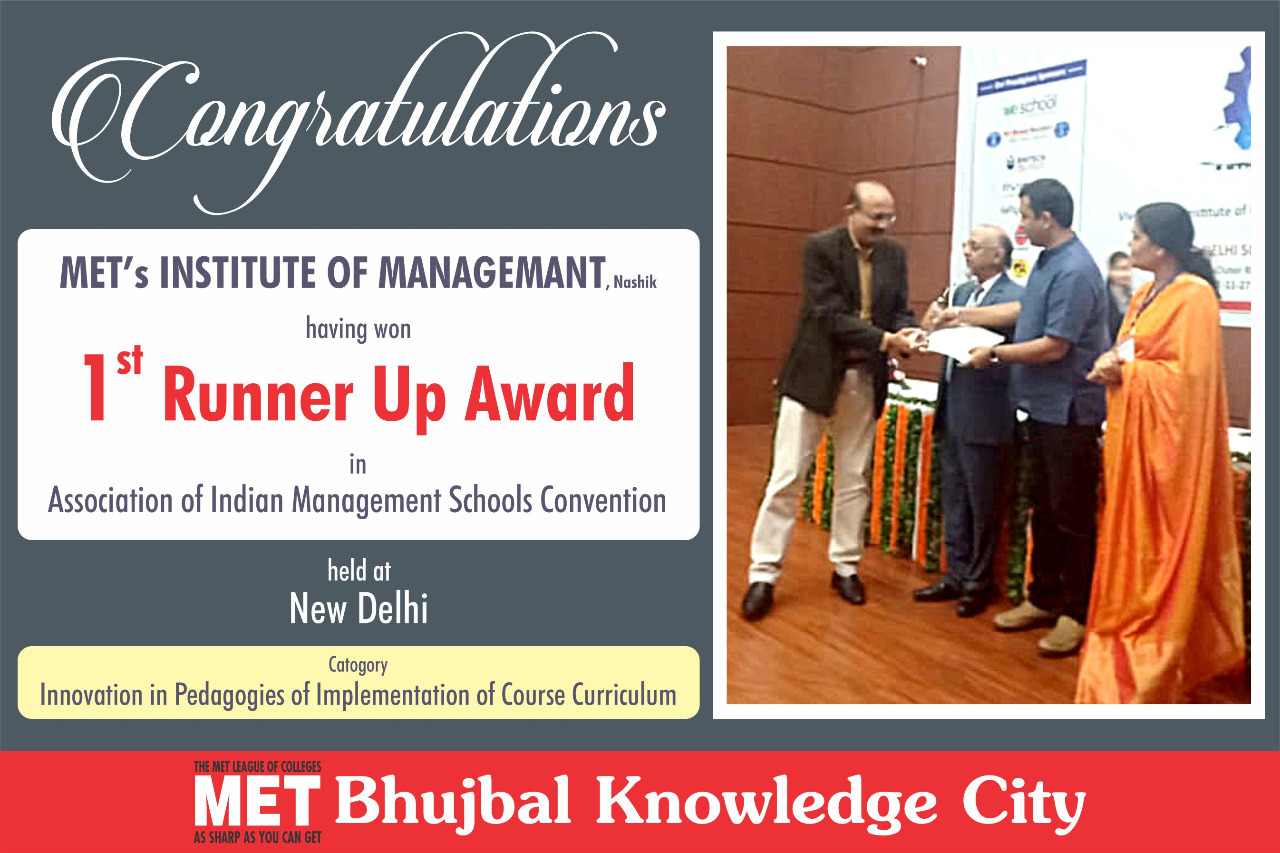 Congratulations
MET's INSTITUTE OF MANAGEMANT, Nashik
having won
1st Runner Up Award
in
Association of Indian Management Schools Convention
held at
New Delhi
Catogory
Innovation in Pedagogies of Implementation of Course Curriculum
school
THE MET LEAGUE OF COLLEGES
MET
AS SHARP AS YOU CAN GET
Bhujbal Knowledge City